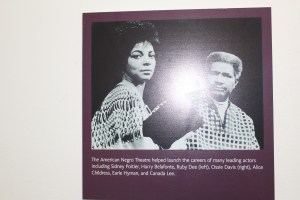 The American Negro Theatre helped launch the careers of many leading actors
including Sidney Poitier, Harry Belafonte, Ruby Dee (left), Ossie Davis (right), Alice
Childress, Earle Hyman, and Canada Lee.